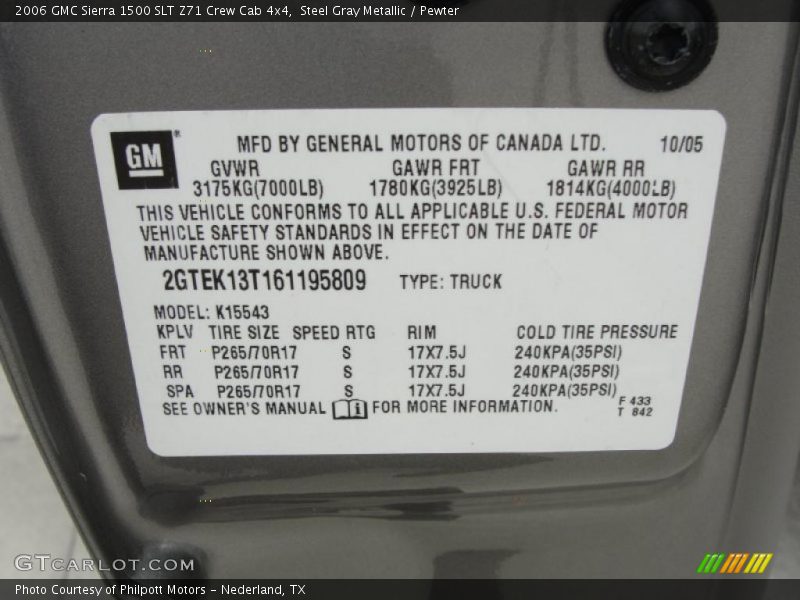 2006 GMC Sierra 1500 SLT Z71 Crew Cab 4x4, Steel Gray Metallic / Pewter
GM ® MFD BY GENERAL MOTORS OF CANADA LTD. 10/05
GVWR GAWR FRT GAWR RR
3175KG(7000LB) 1780KG(3925LB) 1814KG(4000LB)
THIS VEHICLE CONFORMS TO ALL APPLICABLE U.S. FEDERAL MOTOR
VEHICLE SAFETY STANDARDS IN EFFECT ON THE DATE OF
MANUFACTURE SHOWN ABOVE.
2GTEK13T161195809 TYPE: TRUCK
MODEL: K15543
KPLV TIRE SIZE SPEED RTG RIM COLD TIRE PRESSURE
FRT P265/70R17 S 17X7.5J 240KPA(35PSI)
RR P265/70R17 S 17X7.5J 240KPA(35PSI)
SPA P265/70R17 S 17X7.5J 240KPA(35PSI)
SEE OWNER'S MANUAL i FOR MORE INFORMATION.
F 433
T 842
GTCARLOT.COM
Photo Courtesy of Philpott Motors - Nederland, TX